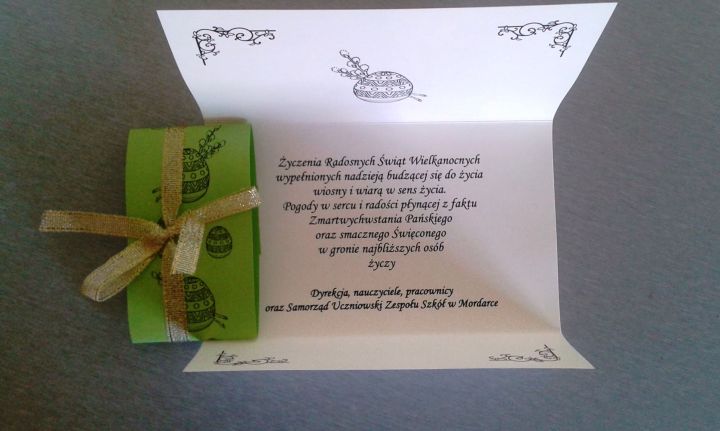 Życzenia Radosnych Świąt Wielkanocnych
wypełnionych nadzieją budzącej się do życia
wiosny i wiarą w sens życia.
Pogody w sercu i radości płynącej z faktu
Zmartwychwstania Pańskiego
oraz smacznego Święconego
w gronie najbliższych osób
życzy
Dyrekcja, nauczyciele, pracownicy
oraz Samorząd Uczniowski Zespołu Szkół w Mordarce